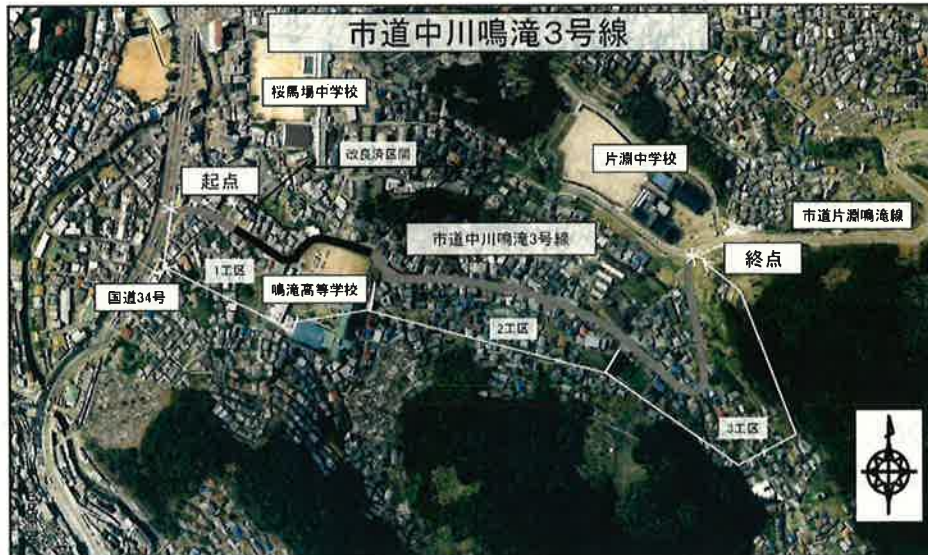 市道中川鳴滝3号線
桜馬場中学校
改良済区間
片淵中学校
起点
市道片淵鳴滝線
市道中川鳴滝3号線
終点
1工区
鳴滝高等学校
国道34号
2工区
3工区